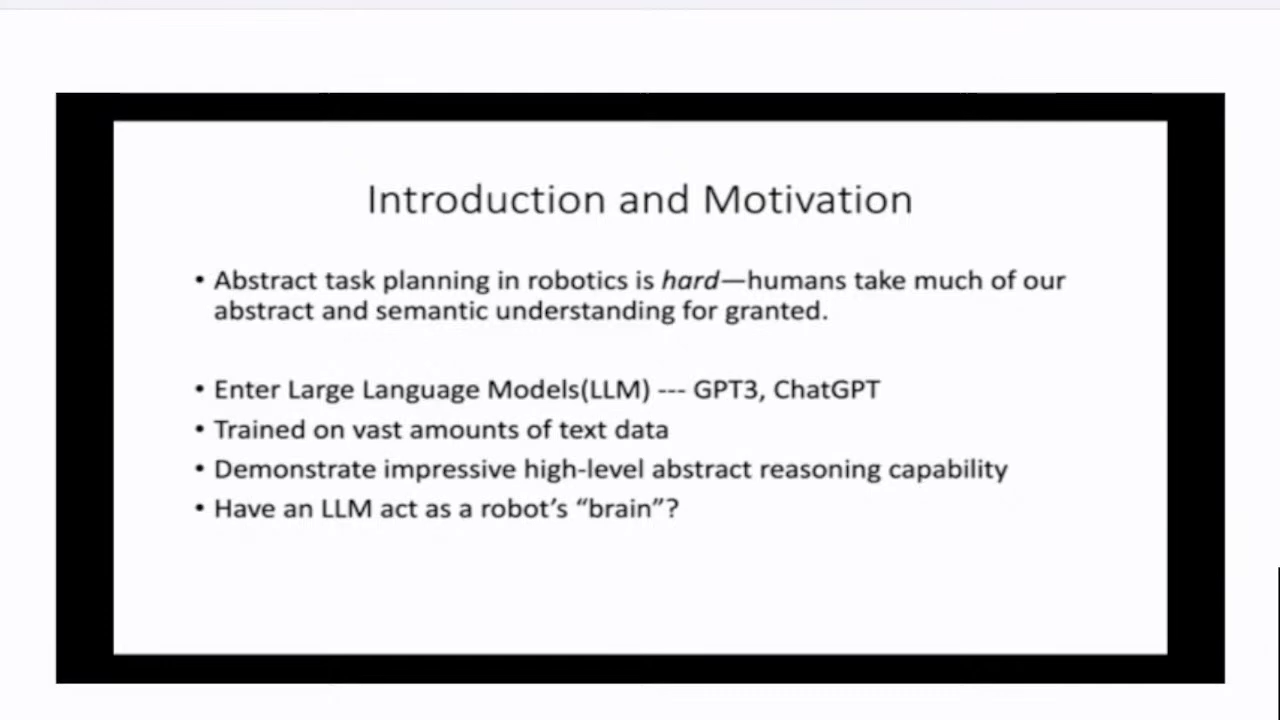 Introduction and Motivation
• Abstract task planning in robotics is hard—humans take much of our
abstract and semantic understanding for granted.
• Enter Large Language Models(LLM) --- GPT3, ChatGPT
• Trained on vast amounts of text data
• Demonstrate impressive high-level abstract reasoning capability
• Have an LLM act as a robot’s “brain”?